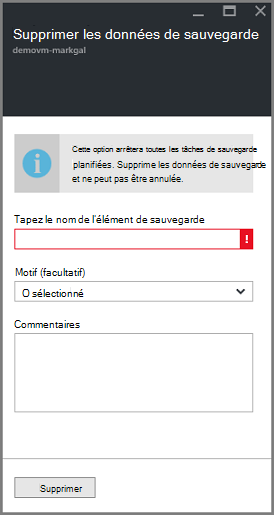 Supprimer les données de sauvegarde
demovm-markgal
Cette option arrêtera toutes les tâches de sauvegarde
planifiées. Supprime les données de sauvegarde
et ne peut pas être annulée.
Tapez le nom de l'élément de sauvegarde
!
Motif (facultatif)
O sélectionné
Commentaires
Supprimer